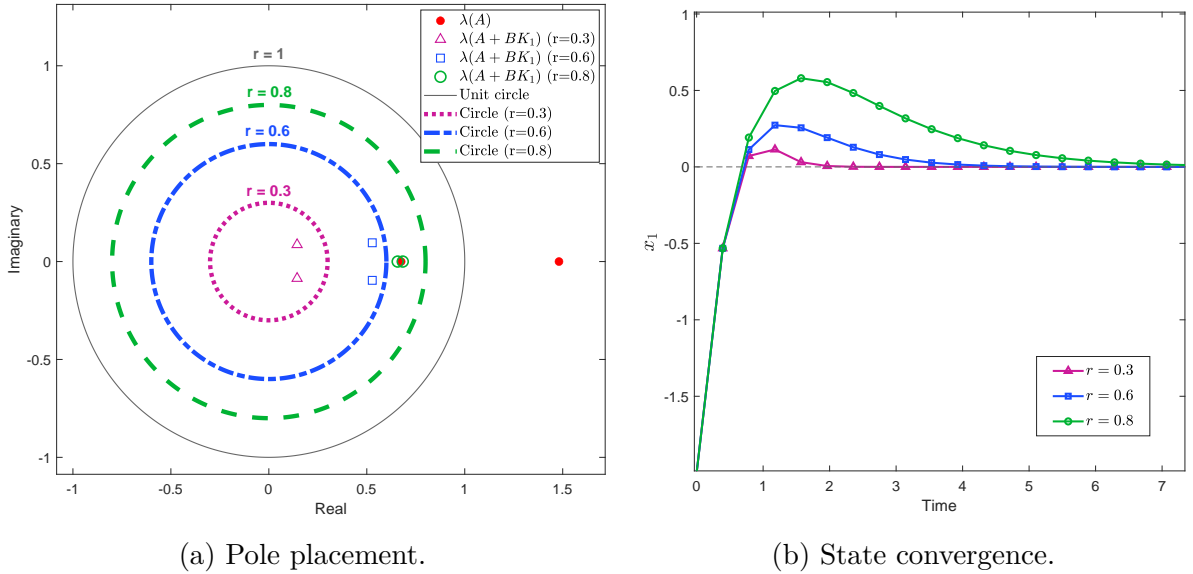 λ(A)
λ(A + BK₁) (r=0.3)
λ(A + BK₁) (r=0.6)
λ(A + BK₁) (r=0.8)
Unit circle
Circle (r=0.3)
Circle (r=0.6)
Circle (r=0.8)
r = 1
r = 0.8
r = 0.6
r = 0.3
Imaginary
1
0.5
0
-0.5
-1
-1
-0.5
0
0.5
1
1.5
Real
(a) Pole placement.
x₁
1
0.5
0
-0.5
-1
-1.5
r = 0.3
r = 0.6
r = 0.8
0
1
2
3
4
5
6
7
Time
(b) State convergence.